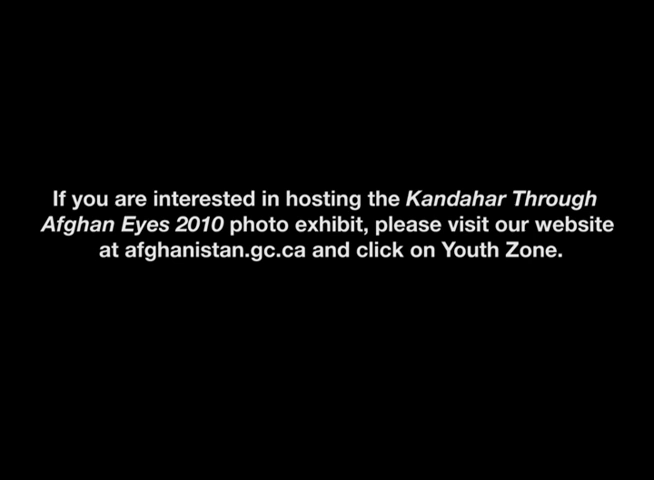 If you are interested in hosting the Kandahar Through
Afghan Eyes 2010 photo exhibit, please visit our website
at afghanistan.gc.ca and click on Youth Zone.